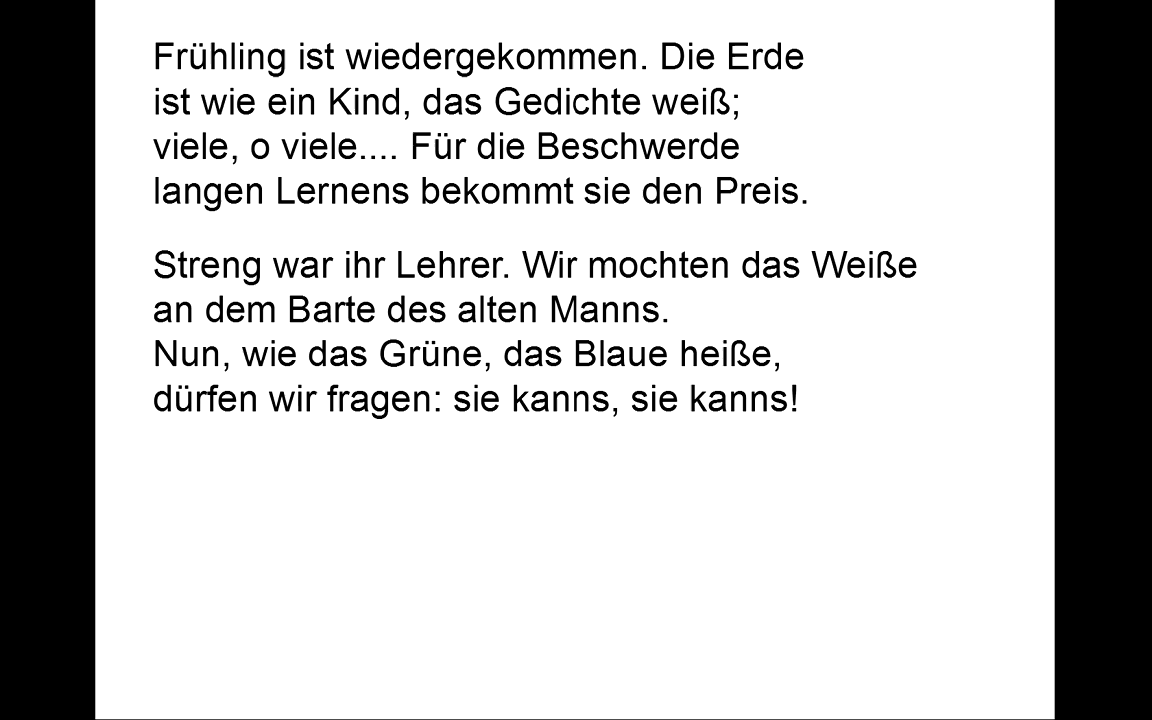 Frühling ist wiedergekommen. Die Erde
ist wie ein Kind, das Gedichte weiß;
viele, o viele.... Für die Beschwerde
langen Lernens bekommt sie den Preis.
Streng war ihr Lehrer. Wir mochten das Weiße
an dem Barte des alten Manns.
Nun, wie das Grüne, das Blaue heiße,
dürfen wir fragen: sie kanns, sie kanns!